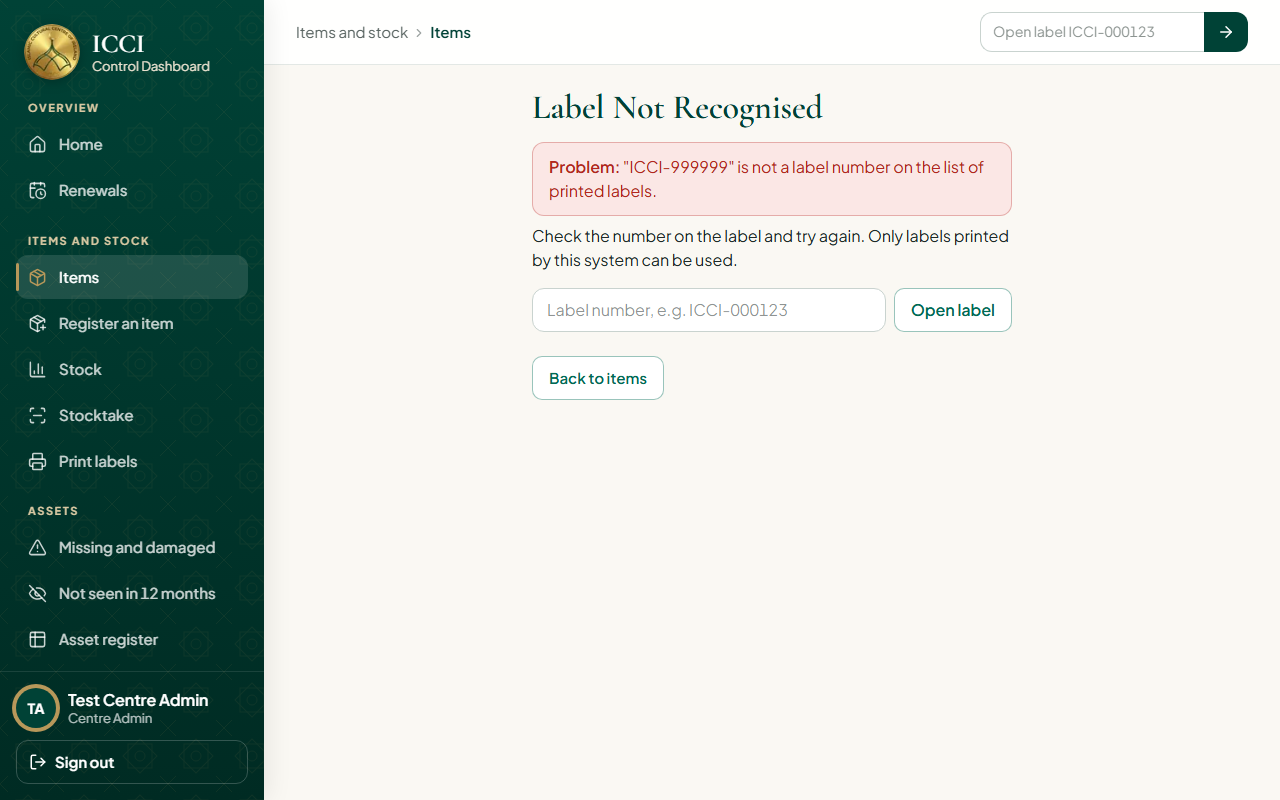 ICCI
Control Dashboard
OVERVIEW
Home
Renewals
ITEMS AND STOCK
Items
Register an item
Stock
Stocktake
Print labels
ASSETS
Missing and damaged
Not seen in 12 months
Asset register
TA
Test Centre Admin
Centre Admin
Sign out
Items and stock › Items
Open label ICCI-000123
Label Not Recognised
Problem: "ICCI-999999" is not a label number on the list of
printed labels.
Check the number on the label and try again. Only labels printed
by this system can be used.
Label number, e.g. ICCI-000123
Open label
Back to items